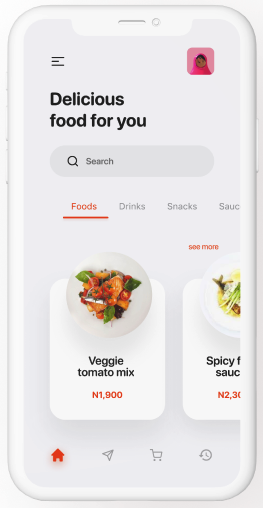 Delicious
food for you
Search
Foods Drinks Snacks Sauc
see more
Veggie
tomato mix
N1,900
Spicy f
sauc
N2,30